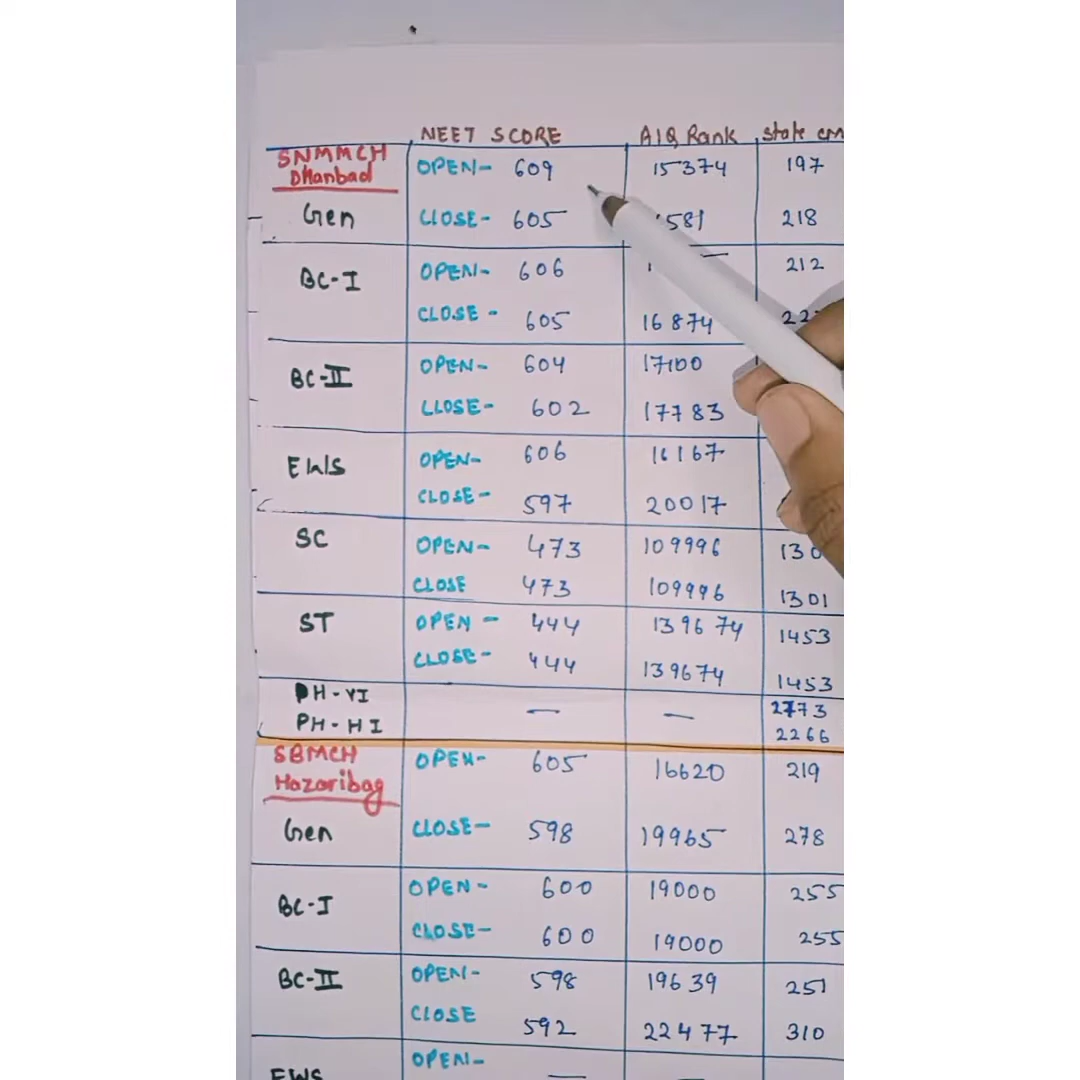 NEET SCORE AIQ Rank State
SNMMCH OPEN- 609 15374 197
Dhanbad
Gen CLOSE- 605 218
BC-I OPEN- 606 212
CLOSE - 605 16874
BC-II OPEN- 604 17100
CLOSE- 602 17783
EWS OPEN- 606 16167
CLOSE- 597 20017
SC OPEN- 473 109996
CLOSE 473 109996 1301
ST OPEN - 444 139674 1453
CLOSE- 444 139674 1453
PH-VI — — 2773
PH-HI 2266
SBMCH OPEN- 605 16620 219
Hazaribag
Gen CLOSE- 598 19965 278
BC-I OPEN- 600 19000 255
CLOSE- 600 19000 255
BC-II OPEN- 598 19639 251
CLOSE 592 22477 310
EWS OPEN- —